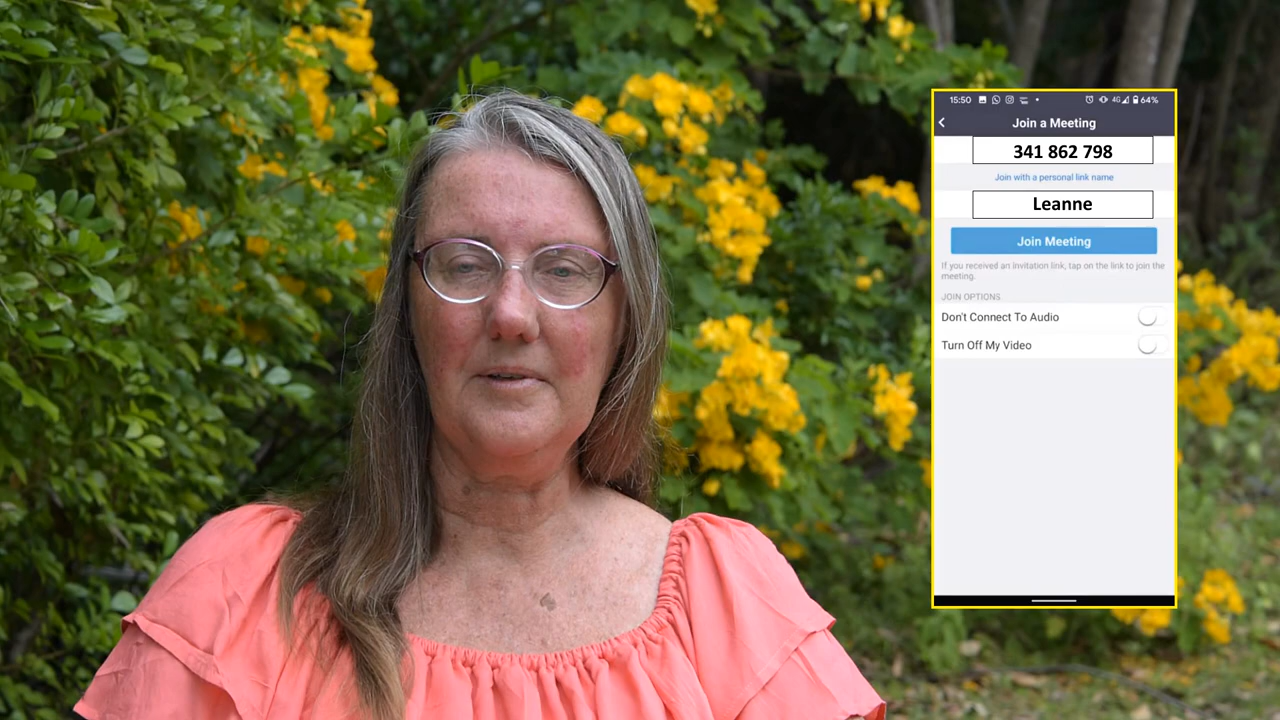 15:50 4G 64%
Join a Meeting
341 862 798
Join with a personal link name
Leanne
Join Meeting
If you received an invitation link, tap on the link to join the
meeting.
JOIN OPTIONS
Don't Connect To Audio
Turn Off My Video